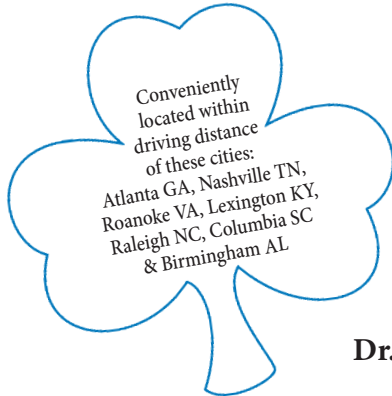 Conveniently
located within
driving distance
of these cities:
Atlanta GA, Nashville TN,
Roanoke VA, Lexington KY,
Raleigh NC, Columbia SC
& Birmingham AL
Dr.